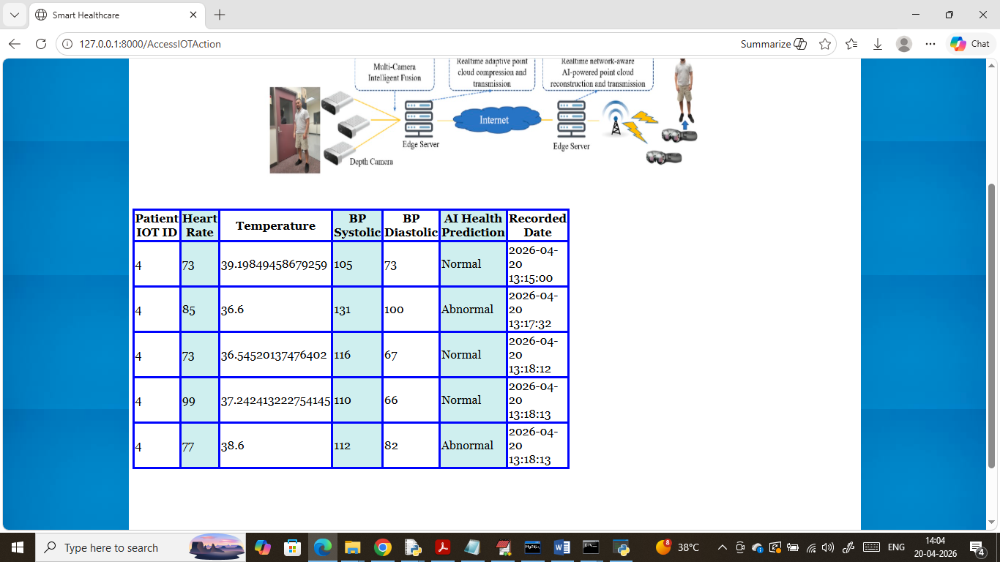 Smart Healthcare
127.0.0.1:8000/AccessIOTAction
Summarize
Chat
Multi-Camera
Intelligent Fusion
Realtime adaptive point
cloud compression and
transmission
Realtime network-aware
AI-powered point cloud
reconstruction and transmission
Internet
Edge Server
Edge Server
Depth Camera
Patient IOT ID Heart Rate Temperature BP Systolic BP Diastolic AI Health Prediction Recorded Date
4 73 39.19849458679259 105 73 Normal 2026-04-20 13:15:00
4 85 36.6 131 100 Abnormal 2026-04-20 13:17:32
4 73 36.54520137476402 116 67 Normal 2026-04-20 13:18:12
4 99 37.242413222754145 110 66 Normal 2026-04-20 13:18:13
4 77 38.6 112 82 Abnormal 2026-04-20 13:18:13
Type here to search
8
38°C
ENG
14:04
20-04-2026
4